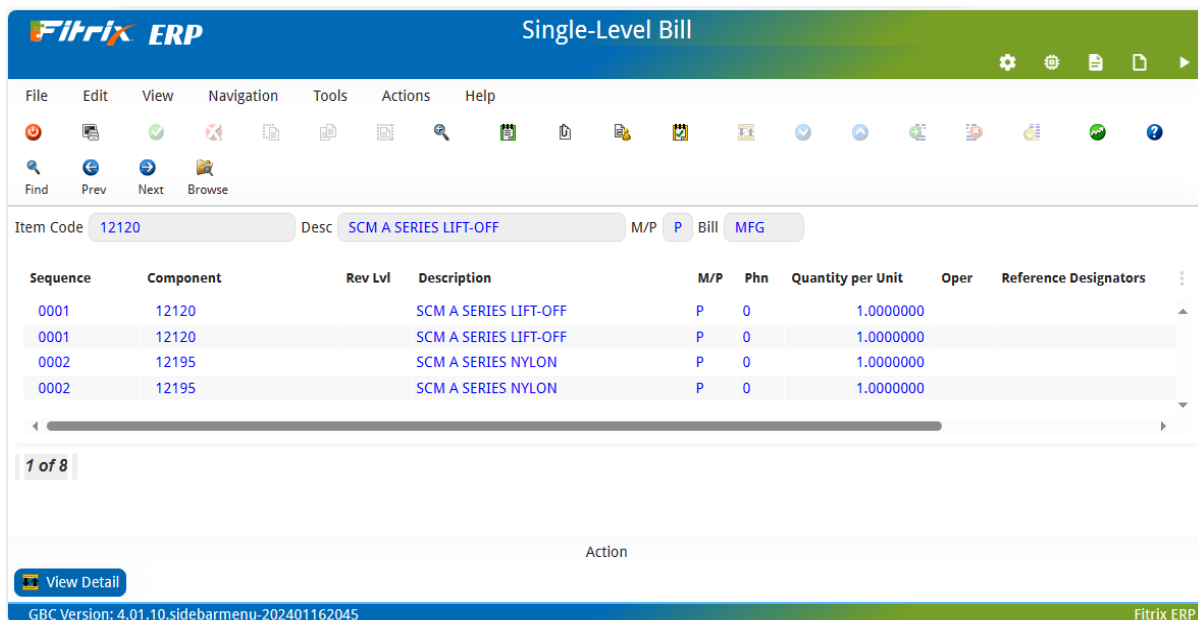 Fitrix ERP
Single-Level Bill
File Edit View Navigation Tools Actions Help
Find Prev Next Browse
Item Code 12120 Desc SCM A SERIES LIFT-OFF M/P P Bill MFG
Sequence Component Rev Lvl Description M/P Phn Quantity per Unit Oper Reference Designators
0001 12120 SCM A SERIES LIFT-OFF P 0 1.0000000
0001 12120 SCM A SERIES LIFT-OFF P 0 1.0000000
0002 12195 SCM A SERIES NYLON P 0 1.0000000
0002 12195 SCM A SERIES NYLON P 0 1.0000000
1 of 8
Action
View Detail
GBC Version: 4.01.10.sidebarmenu-202401162045 Fitrix ERP